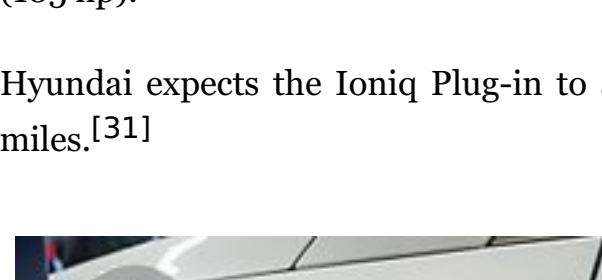 Hyundai expects the Ioniq Plug-in to
miles.[31]